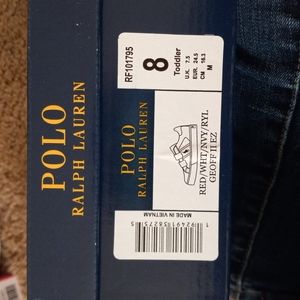 POLO
RALPH LAUREN
RF101795
8
Toddler
U.K. 7.5
EUR. 24.5
CM 16.3
M
POLO
RALPH LAUREN
RED/WHT/NVY/RYL
GEOFF II EZ
MADE IN VIETNAM